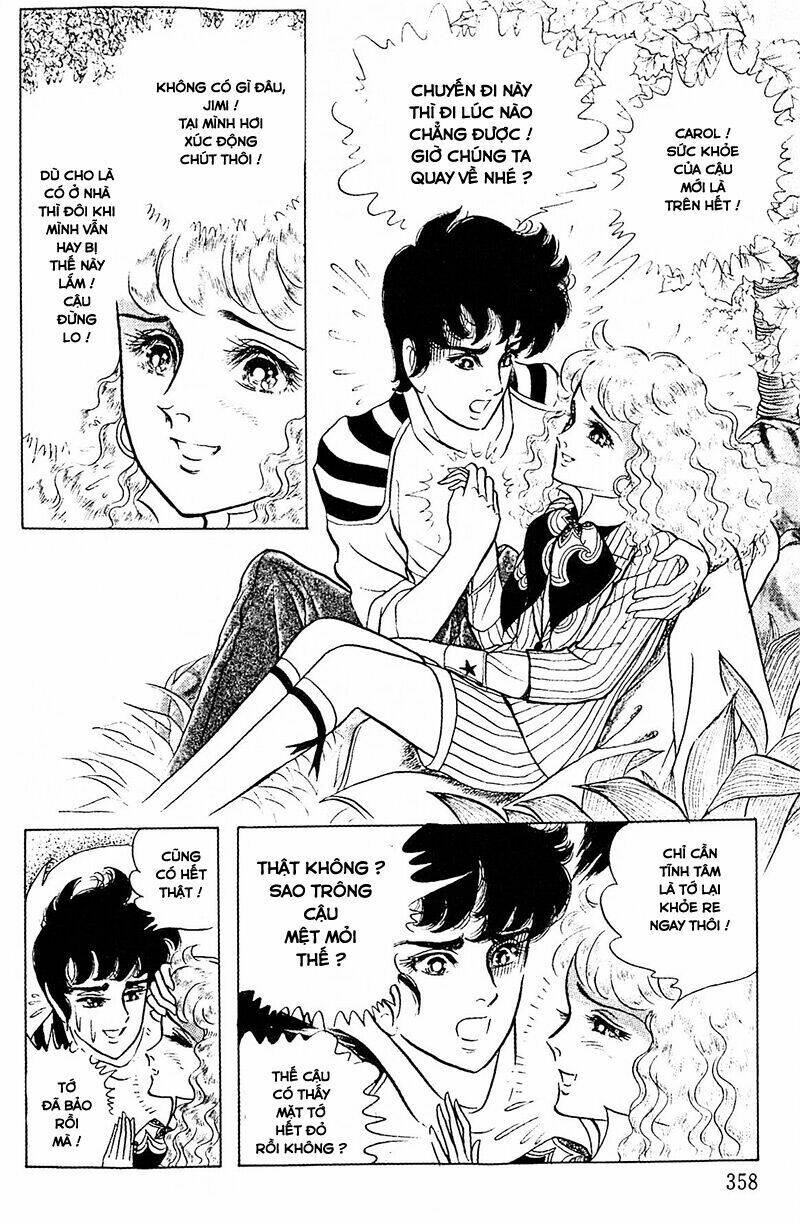 CAROL !
SỨC KHỎE
CỦA CẬU
MỚI LÀ
TRÊN HẾT !
CHUYẾN ĐI NÀY
THÌ ĐI LÚC NÀO
CHẲNG ĐƯỢC !
GIỜ CHÚNG TA
QUAY VỀ NHÉ ?
KHÔNG CÓ GÌ ĐÂU,
JIMI !
TẠI MÌNH HƠI
XÚC ĐỘNG
CHÚT THÔI !
DÙ CHO LÀ
CÓ Ở NHÀ
THÌ ĐÔI KHI
MÌNH VẪN
HAY BỊ
THẾ NÀY
LẮM !
CẬU
ĐỪNG
LO !
CHỈ CẦN
TĨNH TÂM
LÀ TỚ LẠI
KHỎE RE
NGAY THÔI !
THẬT KHÔNG ?
SAO TRÔNG
CẬU
MỆT MỎI
THẾ ?
THẾ CẬU
CÓ THẤY
MẶT TỚ
HẾT ĐỎ
RỒI KHÔNG ?
CŨNG
CÓ HẾT
THẬT !
TỚ
ĐÃ BẢO
RỒI
MÀ !
358